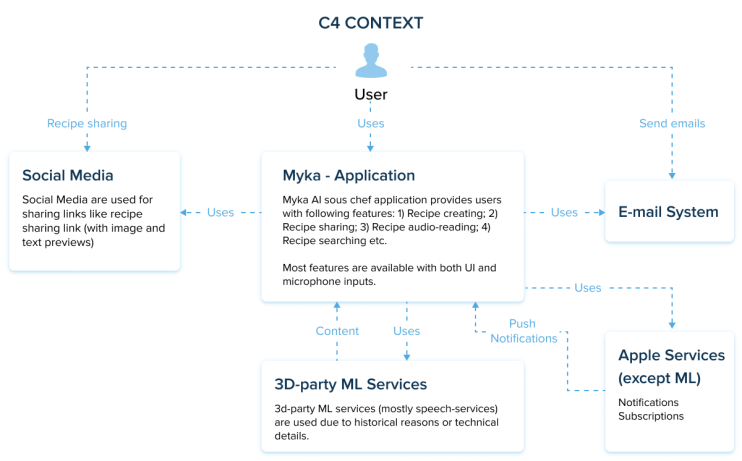 C4 CONTEXT
User
Recipe sharing
Uses
Send emails
Social Media
Social Media are used for
sharing links like recipe
sharing link (with image and
text previews)
Uses
Myka - Application
Myka AI sous chef application provides users
with following features: 1) Recipe creating; 2)
Recipe sharing; 3) Recipe audio-reading; 4)
Recipe searching etc.
Most features are available with both UI and
microphone inputs.
Uses
E-mail System
Uses
Content
Uses
Push
Notifications
3D-party ML Services
3d-party ML services (mostly speech-services)
are used due to historical reasons or technical
details.
Apple Services
(except ML)
Notifications
Subscriptions